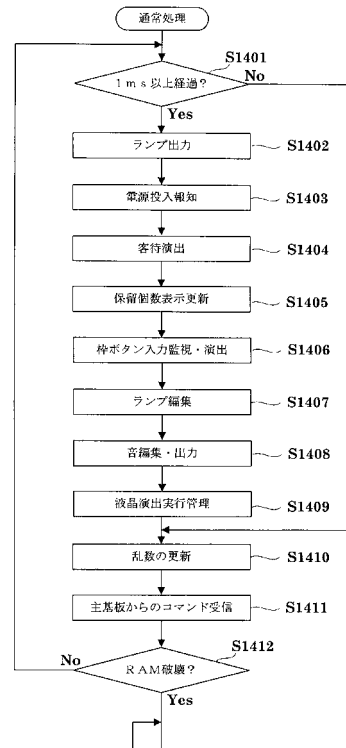 通常処理
S1401
1ms以上経過？
No
Yes
ランプ出力
S1402
電源投入報知
S1403
客待演出
S1404
保留個数表示更新
S1405
枠ボタン入力監視・演出
S1406
ランプ編集
S1407
音編集・出力
S1408
液晶演出実行管理
S1409
乱数の更新
S1410
主基板からのコマンド受信
S1411
S1412
No
RAM破壊？
Yes